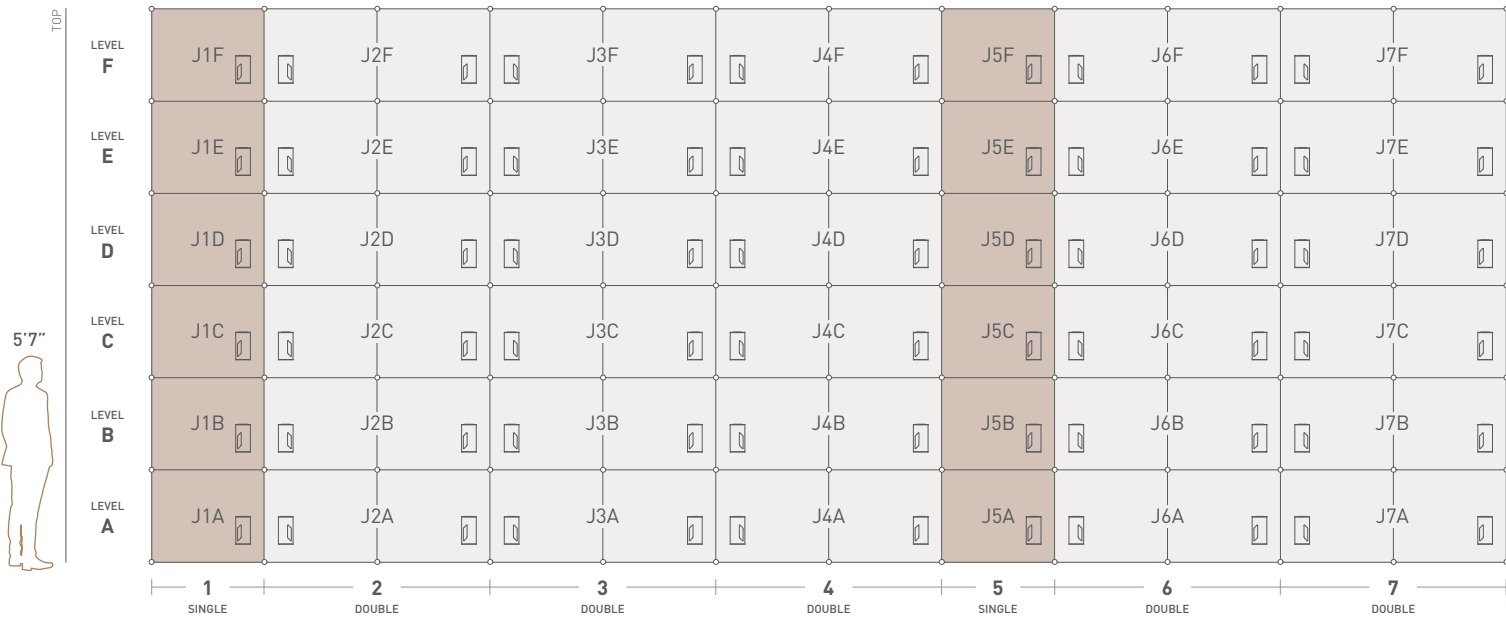 TOP
LEVEL
F
J1F J2F J3F J4F J5F J6F J7F
LEVEL
E
J1E J2E J3E J4E J5E J6E J7E
LEVEL
D
J1D J2D J3D J4D J5D J6D J7D
5'7"
LEVEL
C
J1C J2C J3C J4C J5C J6C J7C
LEVEL
B
J1B J2B J3B J4B J5B J6B J7B
LEVEL
A
J1A J2A J3A J4A J5A J6A J7A
1 2 3 4 5 6 7
SINGLE DOUBLE DOUBLE DOUBLE SINGLE DOUBLE DOUBLE